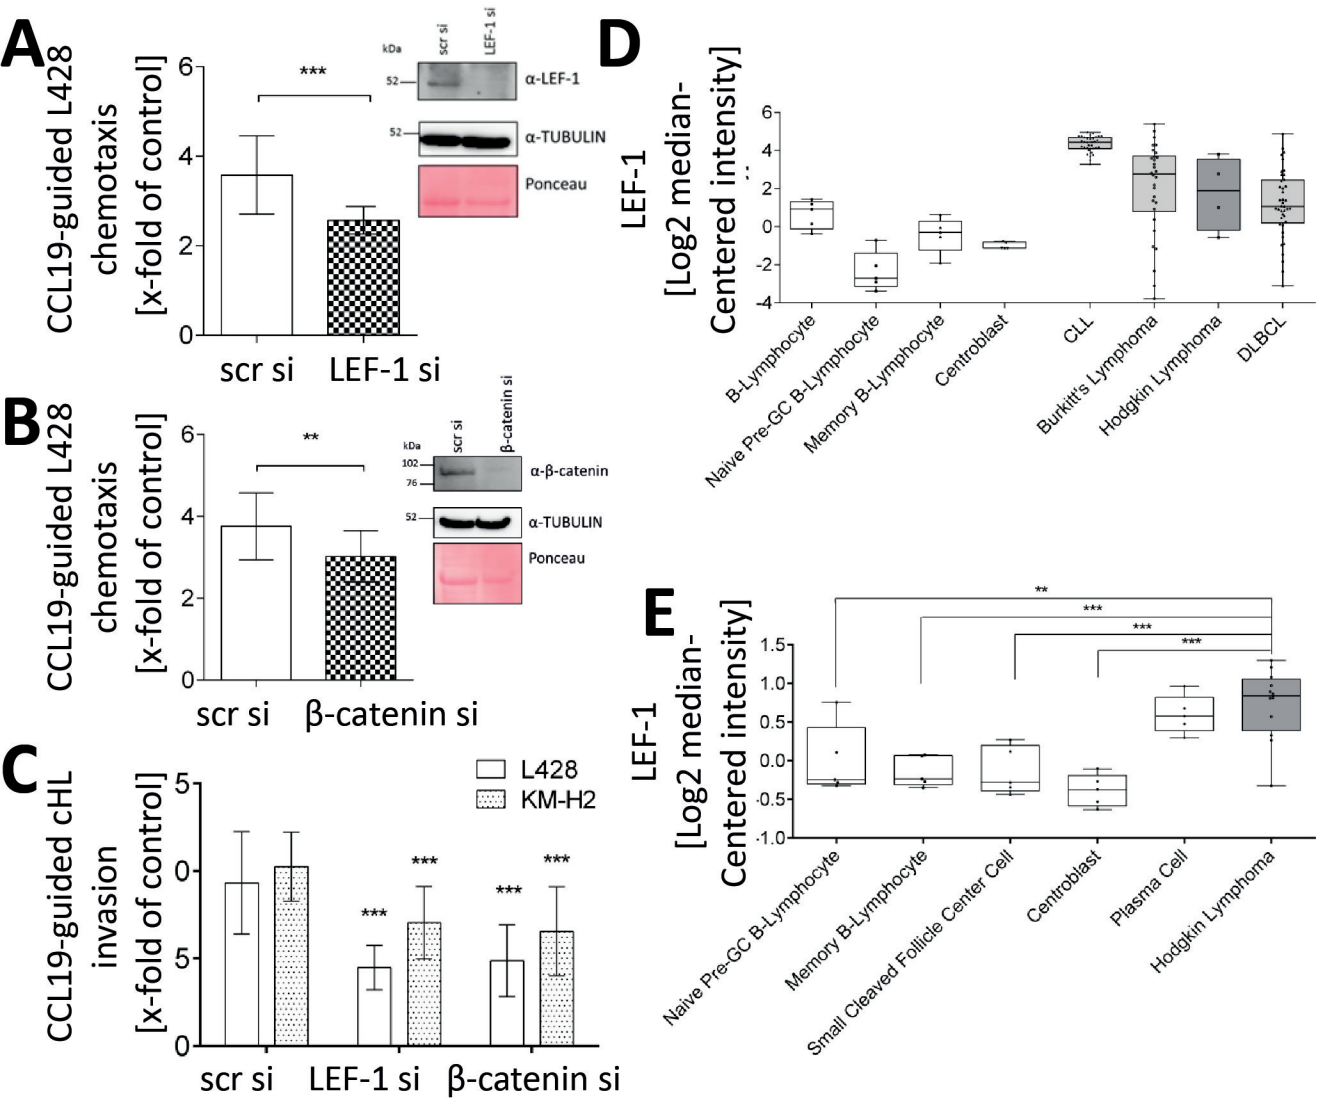 A
CCL19-guided L428
chemotaxis
[x-fold of control]
6
4
2
0
***
scr si
LEF-1 si
kDa
scr si
LEF-1 si
52
α-LEF-1
52
α-TUBULIN
Ponceau
B
CCL19-guided L428
chemotaxis
[x-fold of control]
6
4
2
0
**
scr si
β-catenin si
kDa
scr si
β-catenin si
102
76
α-β-catenin
52
α-TUBULIN
Ponceau
C
CCL19-guided cHL
invasion
[x-fold of control]
5
0
5
0
L428
KM-H2
***
***
***
***
scr si
LEF-1 si
β-catenin si
D
LEF-1
[Log2 median-
Centered intensity]
6
4
2
0
-2
-4
B-Lymphocyte
Naive Pre-GC B-Lymphocyte
Memory B-Lymphocyte
Centroblast
CLL
Burkitt's Lymphoma
Hodgkin Lymphoma
DLBCL
E
LEF-1
[Log2 median-
Centered intensity]
1.5
1.0
0.5
0.0
-0.5
-1.0
**
***
***
***
Naive Pre-GC B-Lymphocyte
Memory B-Lymphocyte
Small Cleaved Follicle Center Cell
Centroblast
Plasma Cell
Hodgkin Lymphoma